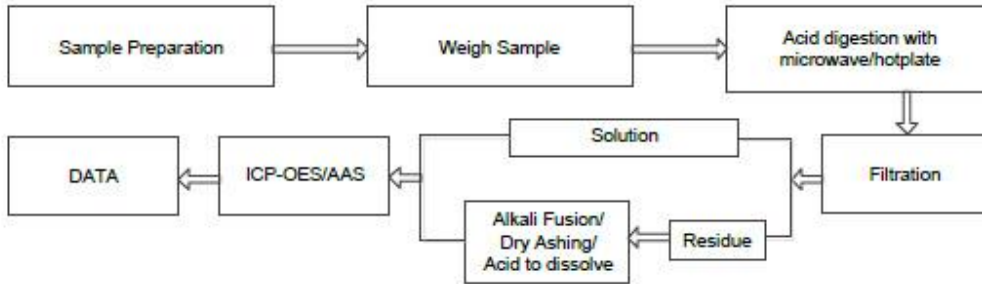 Sample Preparation
Weigh Sample
Acid digestion with
microwave/hotplate
Filtration
Solution
Residue
Alkali Fusion/
Dry Ashing/
Acid to dissolve
ICP-OES/AAS
DATA